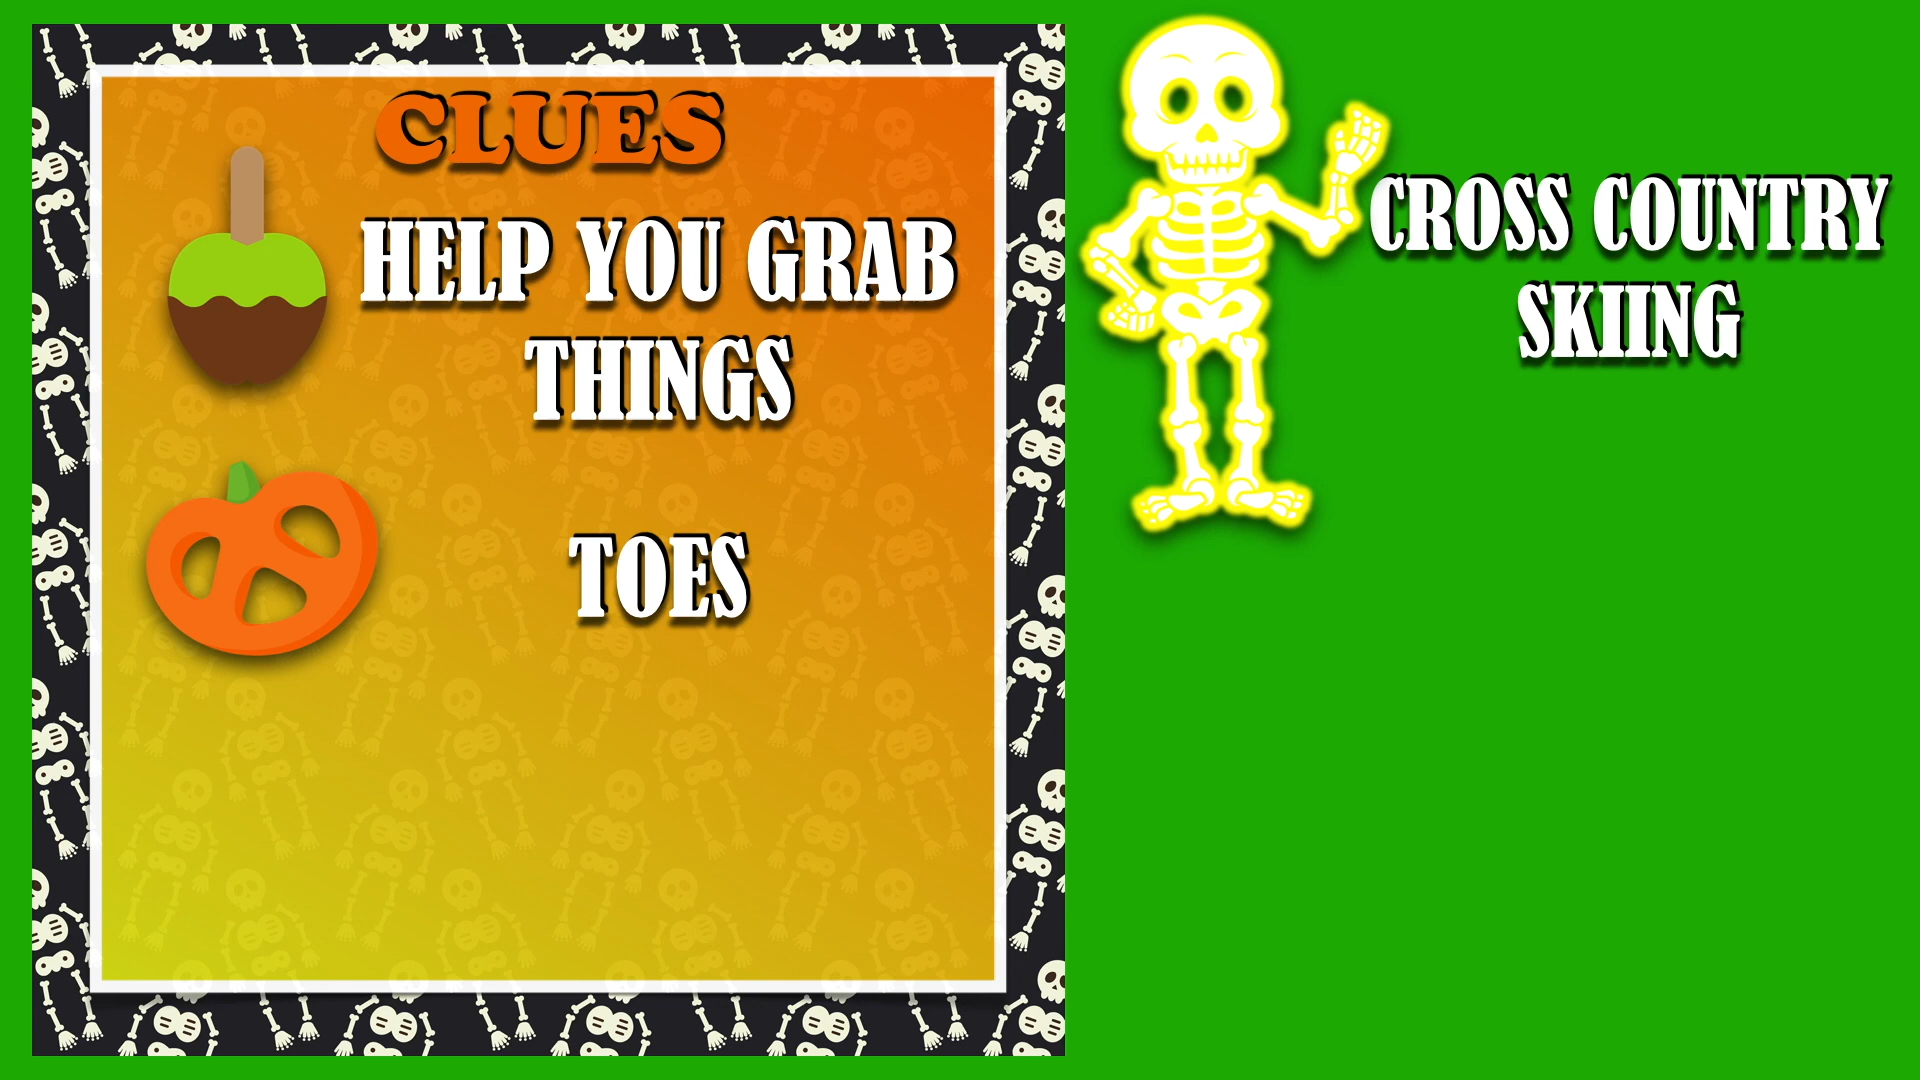 CLUES
HELP YOU GRAB
THINGS
TOES
CROSS COUNTRY
SKIING